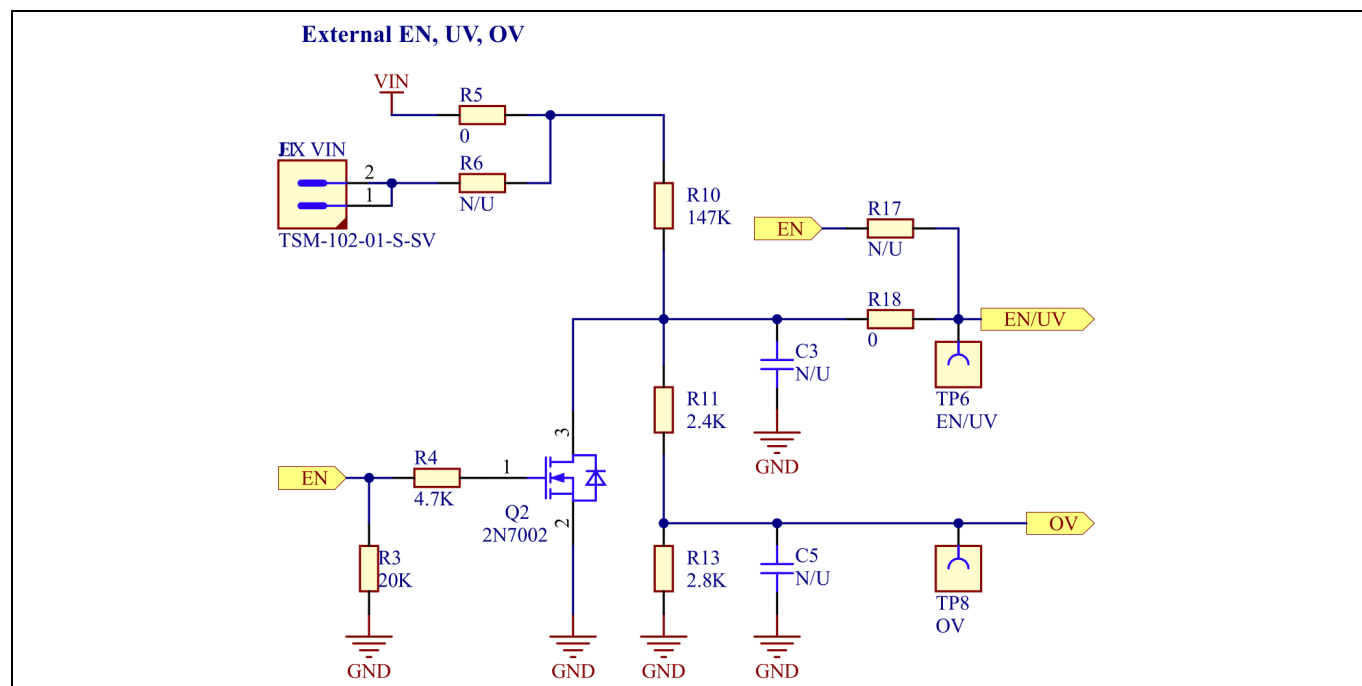 External EN, UV, OV
VIN
R5
0
EX VIN
2
1
TSM-102-01-S-SV
R6
N/U
R10
147K
EN
R17
N/U
R18
0
EN/UV
C3
N/U
GND
TP6
EN/UV
R11
2.4K
EN
R4
4.7K
1
3
2
Q2
2N7002
R3
20K
GND
GND
R13
2.8K
GND
C5
N/U
GND
OV
TP8
OV